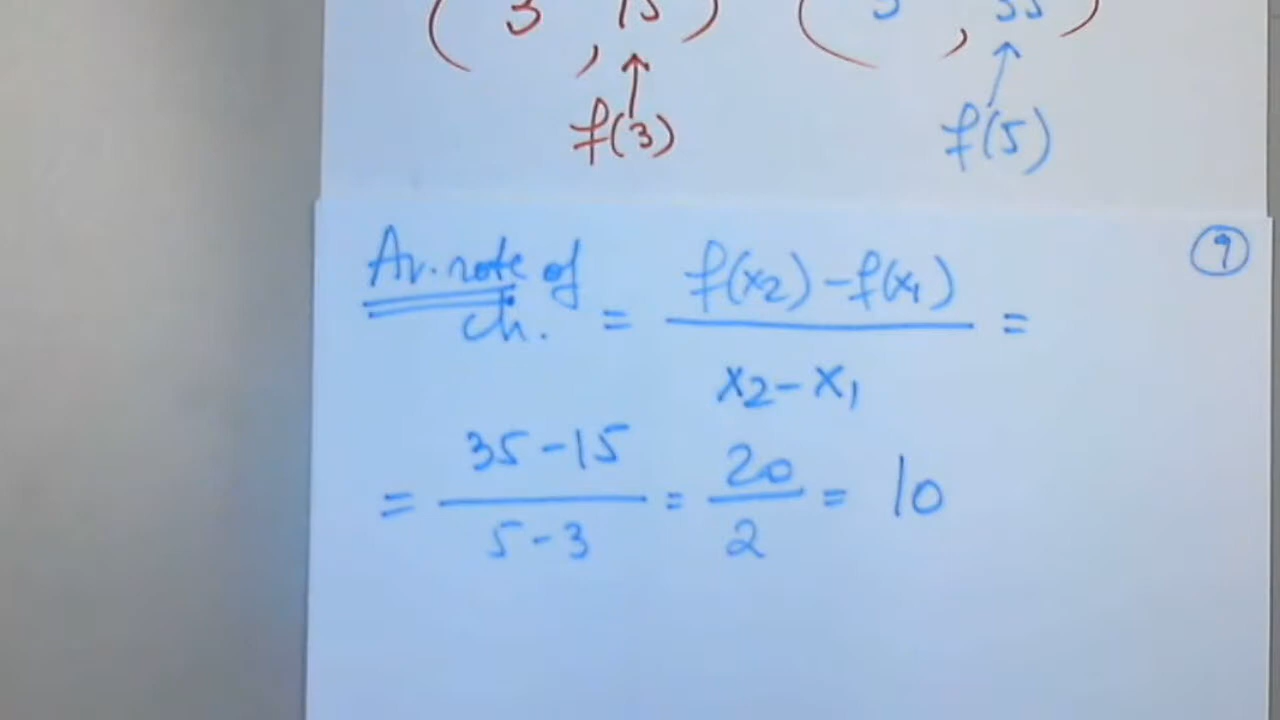 ( 3 , 15 ) ( 5 , 35 )
↑ ↑
f(3) f(5)
9
Av. rate of ch. = f(x₂) - f(x₁) / x₂ - x₁ =
= 35 - 15 / 5 - 3 = 20 / 2 = 10